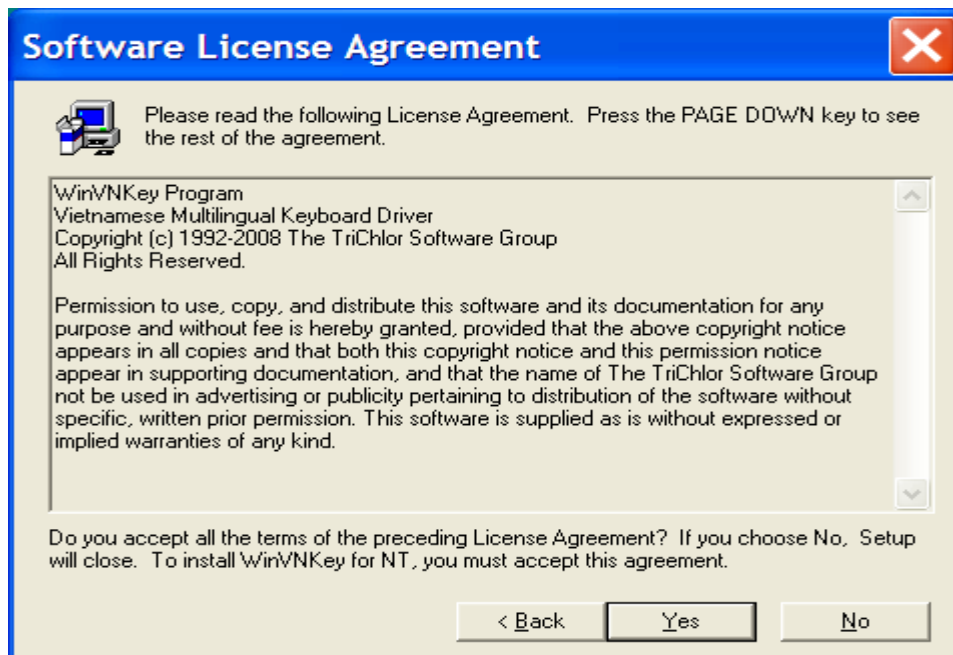 Software License Agreement
Please read the following License Agreement.  Press the PAGE DOWN key to see
the rest of the agreement.
WinVNKey Program
Vietnamese Multilingual Keyboard Driver
Copyright (c) 1992-2008 The TriChlor Software Group
All Rights Reserved.
Permission to use, copy, and distribute this software and its documentation for any
purpose and without fee is hereby granted, provided that the above copyright notice
appears in all copies and that both this copyright notice and this permission notice
appear in supporting documentation, and that the name of The TriChlor Software Group
not be used in advertising or publicity pertaining to distribution of the software without
specific, written prior permission. This software is supplied as is without expressed or
implied warranties of any kind.
Do you accept all the terms of the preceding License Agreement?  If you choose No,  Setup
will close.  To install WinVNKey for NT, you must accept this agreement.
< Back
Yes
No